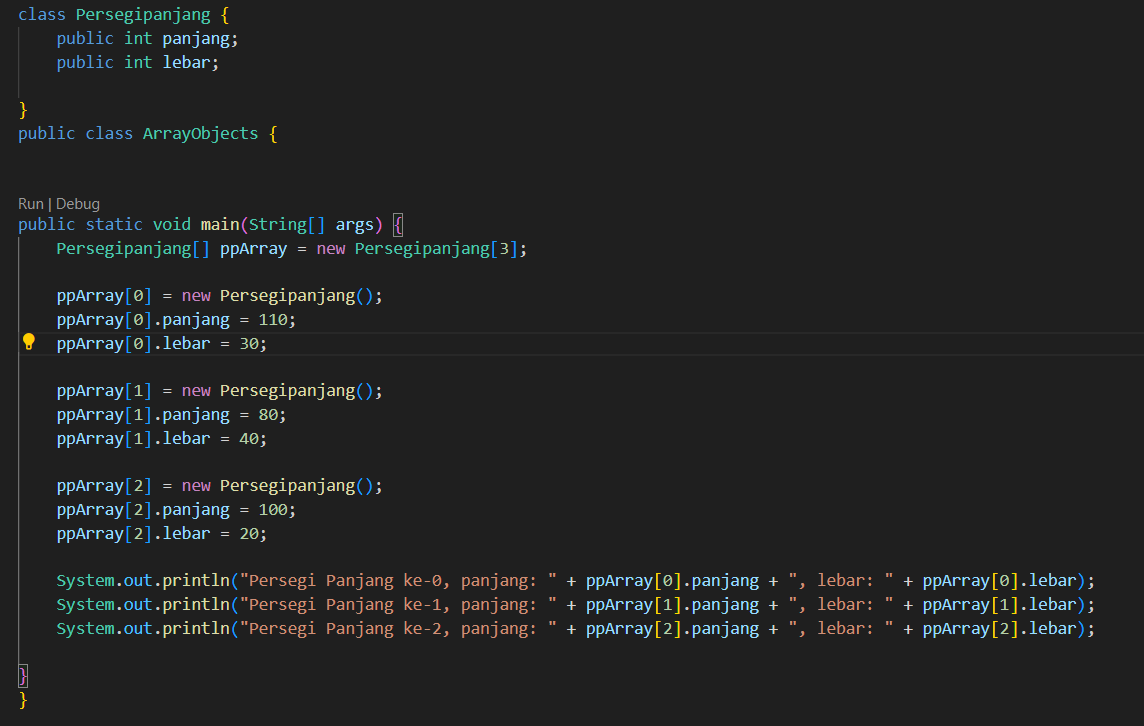 class Persegipanjang {
    public int panjang;
    public int lebar;
}
public class ArrayObjects {
Run | Debug
public static void main(String[] args) {
    Persegipanjang[] ppArray = new Persegipanjang[3];
    ppArray[0] = new Persegipanjang();
    ppArray[0].panjang = 110;
    ppArray[0].lebar = 30;
    ppArray[1] = new Persegipanjang();
    ppArray[1].panjang = 80;
    ppArray[1].lebar = 40;
    ppArray[2] = new Persegipanjang();
    ppArray[2].panjang = 100;
    ppArray[2].lebar = 20;
    System.out.println("Persegi Panjang ke-0, panjang: " + ppArray[0].panjang + ", lebar: " + ppArray[0].lebar);
    System.out.println("Persegi Panjang ke-1, panjang: " + ppArray[1].panjang + ", lebar: " + ppArray[1].lebar);
    System.out.println("Persegi Panjang ke-2, panjang: " + ppArray[2].panjang + ", lebar: " + ppArray[2].lebar);
}
}